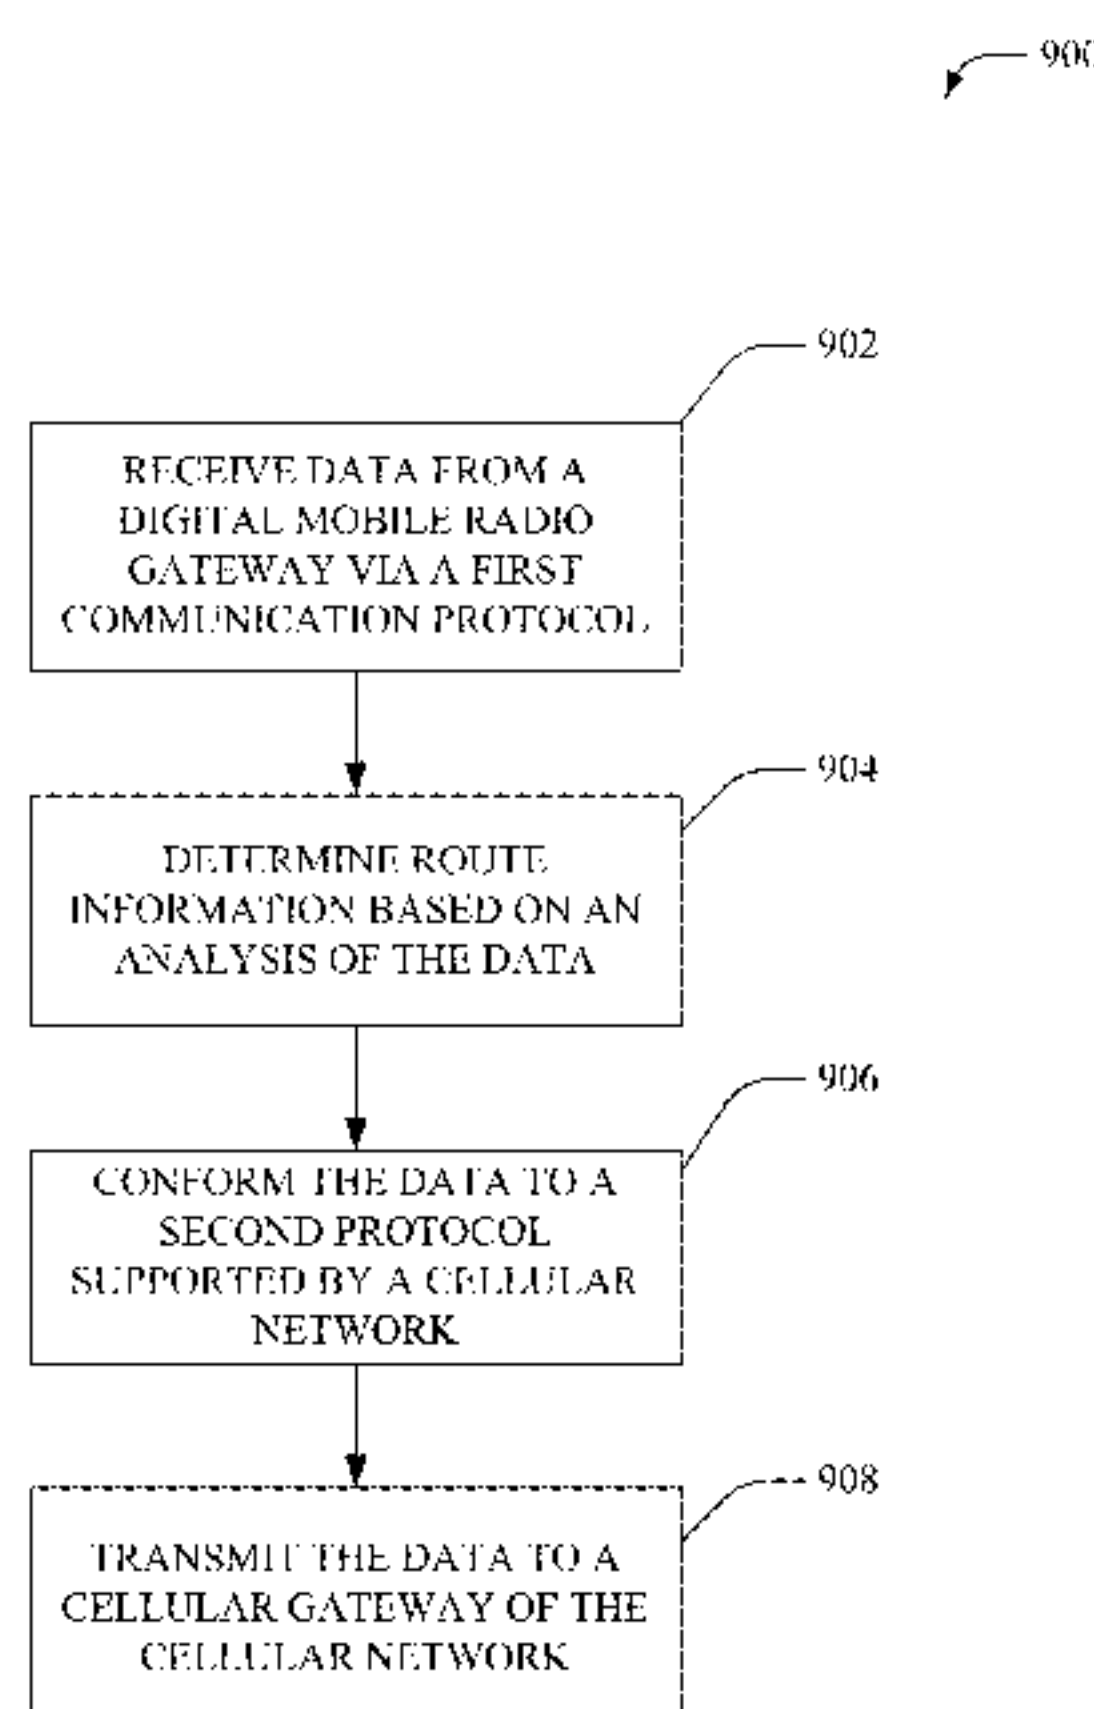 900
902
RECEIVE DATA FROM A
DIGITAL MOBILE RADIO
GATEWAY VIA A FIRST
COMMUNICATION PROTOCOL
904
DETERMINE ROUTE
INFORMATION BASED ON AN
ANALYSIS OF THE DATA
906
CONFORM THE DATA TO A
SECOND PROTOCOL
SUPPORTED BY A CELLULAR
NETWORK
908
TRANSMIT THE DATA TO A
CELLULAR GATEWAY OF THE
CELLULAR NETWORK